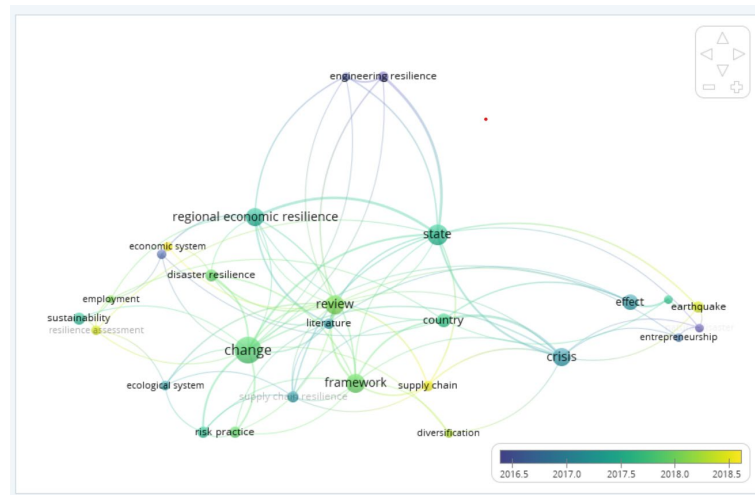 engineering resilience
regional economic resilience
state
economic system
disaster resilience
employment
review
effect
earthquake
sustainability
literature
country
resilience assessment
entrepreneurship
change
crisis
framework
ecological system
supply chain
supply chain resilience
risk practice
diversification
2016.5 2017.0 2017.5 2018.0 2018.5